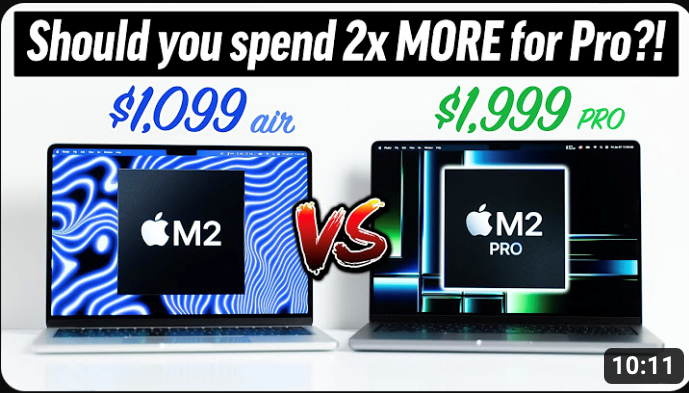 Should you spend 2x MORE for Pro?!
$1,099 air
$1,999 PRO
M2
VS
M2
PRO
10:11